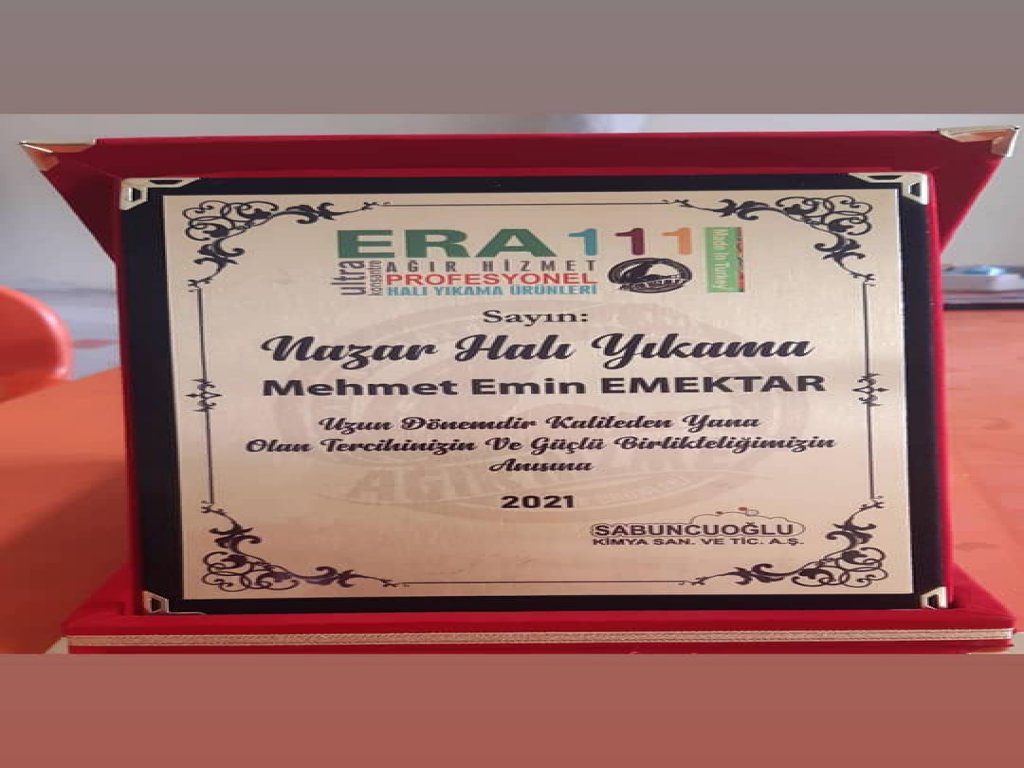 ERA 111
ultra konsantre
AĞIR HİZMET
PROFESYONEL
HALI YIKAMA ÜRÜNLERİ
Made In Turkey
Sayın:
Nazar Halı Yıkama
Mehmet Emin EMEKTAR
Uzun Dönemdir Kaliteden Yana
Olan Tercihinizin Ve Güçlü Birlikteliğimizin
Anısına
2021
SABUNCUOĞLU
KİMYA SAN. VE TİC. A.Ş.